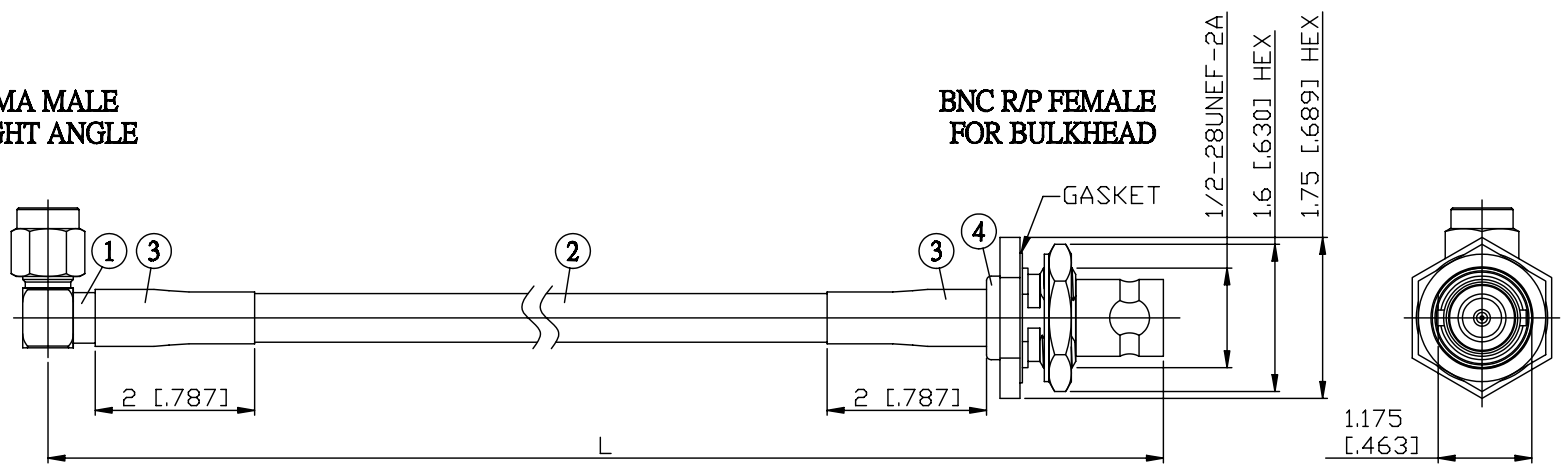 MA MALE
GHT ANGLE
BNC R/P FEMALE
FOR BULKHEAD
GASKET
1/2-28UNEF-2A
1.6 [.630] HEX
1.75 [.689] HEX
1
3
2
3
4
2 [.787]
2 [.787]
L
1.175
[.463]